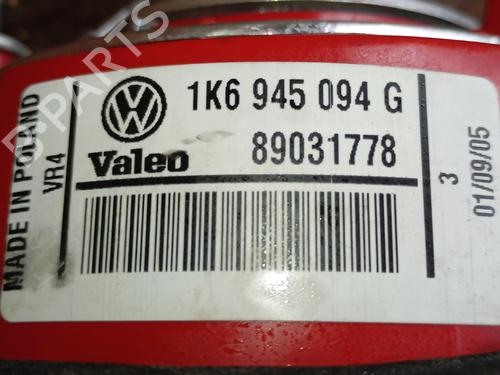 1K6 945 094 G
Valeo
89031778
MADE IN POLAND
VR4
3
01/09/05
B-PARTS